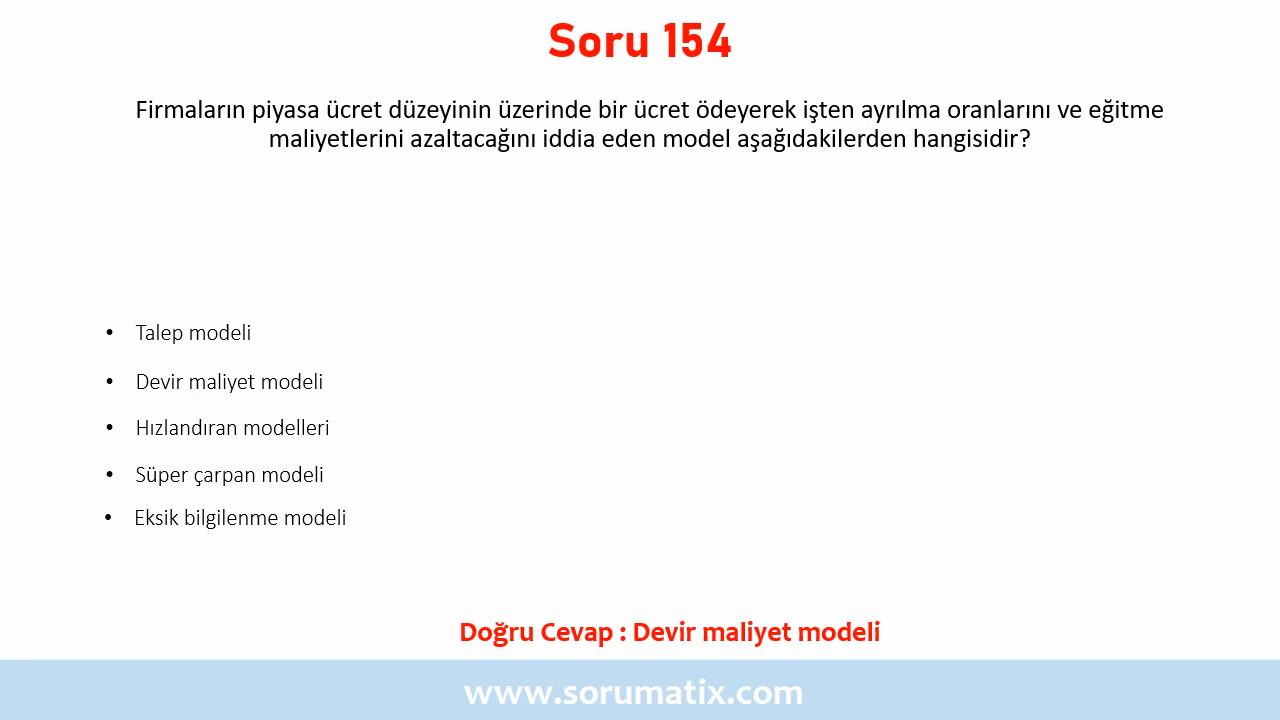 Soru 154
Firmaların piyasa ücret düzeyinin üzerinde bir ücret ödeyerek işten ayrılma oranlarını ve eğitme
maliyetlerini azaltacağını iddia eden model aşağıdakilerden hangisidir?
• Talep modeli
• Devir maliyet modeli
• Hızlandıran modelleri
• Süper çarpan modeli
• Eksik bilgilenme modeli
Doğru Cevap : Devir maliyet modeli
www.sorumatix.com